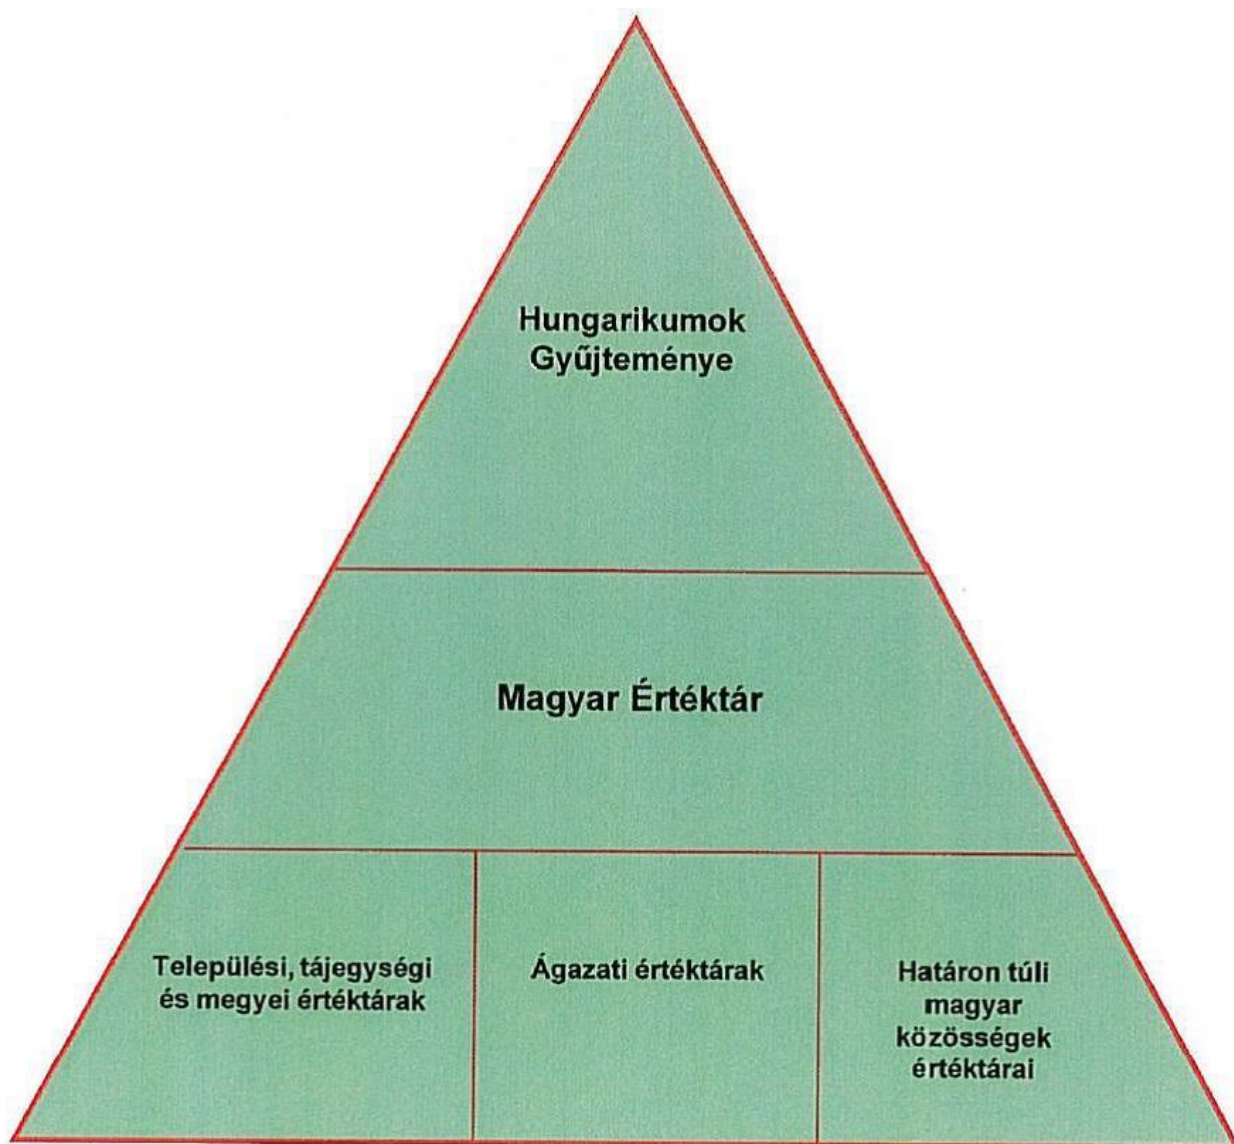 Hungarikumok
Gyűjteménye
Magyar Értéktár
Települési, tájegységi
és megyei értéktárak
Ágazati értéktárak
Határon túli
magyar
közösségek
értéktárai